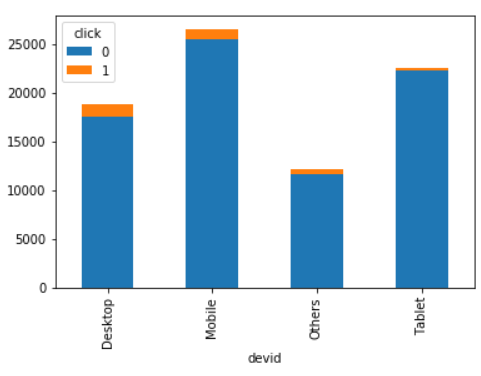 click
0
1
25000
20000
15000
10000
5000
0
Desktop
Mobile
Others
Tablet
devid